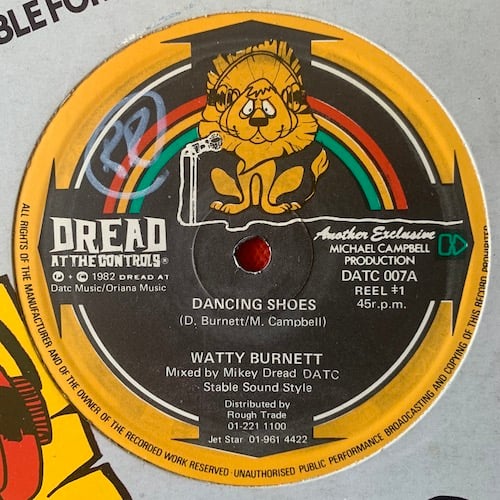 BLE FOR
DREAD
AT THE CONTROLS®
℗ + © 1982 DREAD AT
Datc Music/Oriana Music
Another Exclusive
MICHAEL CAMPBELL
PRODUCTION
DATC 007A
REEL #1
45r.p.m.
DANCING SHOES
(D. Burnett/M. Campbell)
WATTY BURNETT
Mixed by Mikey Dread DATC
Stable Sound Style
Distributed by
Rough Trade
01-221 1100
Jet Star 01-961 4422
ALL RIGHTS OF THE MANUFACTURER AND OF THE OWNER OF THE RECORDED WORK RESERVED · UNAUTHORISED PUBLIC PERFORMANCE BROADCASTING AND COPYING OF THIS RECORD PROHIBITED